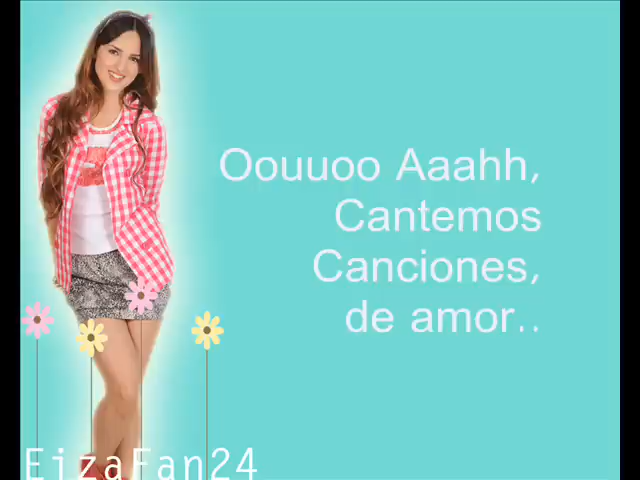 Oouuoo Aaahh,
Cantemos
Canciones,
de amor..
EizaFan24